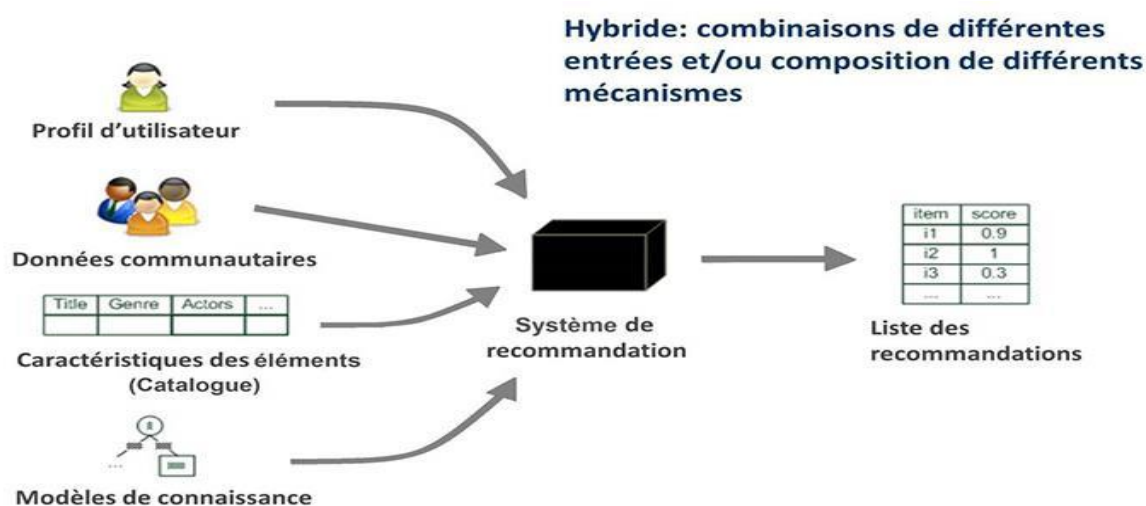 Hybride: combinaisons de différentes
entrées et/ou composition de différents
mécanismes
Profil d'utilisateur
Données communautaires
Title Genre Actors ...
Caractéristiques des éléments
(Catalogue)
...
Modèles de connaissance
Système de
recommandation
item score
i1 0.9
i2 1
i3 0.3
... ...
Liste des
recommandations